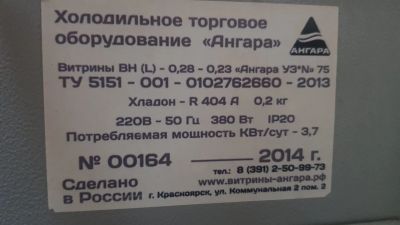 Холодильное торговое
оборудование «Ангара»
АНГАРА
Витрины ВН (L) - 0,28 - 0,23 «Ангара УЗ*№ 75
ТУ 5151 - 001 - 0102762660 - 2013
Хладон - R 404 A 0,2 кг
220В - 50 Гц 380 Вт IP20
Потребляемая мощность КВт/сут - 3,7
№ 00164 2014 г.
Сделано
в России
тел.: 8 (391) 2-50-99-73
www.витрины-ангара.рф
г. Красноярск, ул. Коммунальная 2 пом. 2